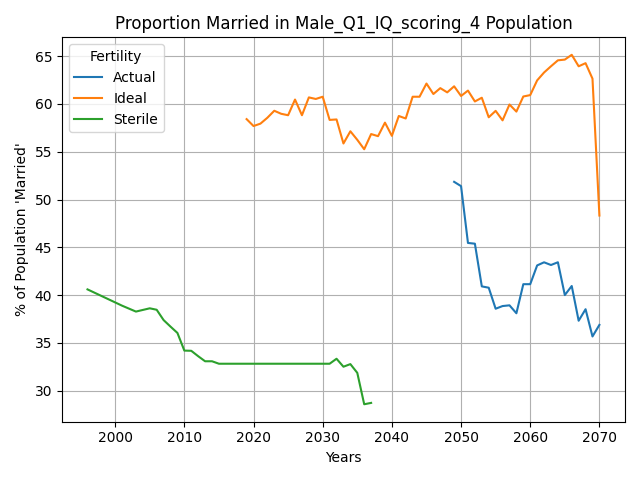 Proportion Married in Male_Q1_IQ_scoring_4 Population
Fertility
Actual
Ideal
Sterile
% of Population 'Married'
65
60
55
50
45
40
35
30
2000
2010
2020
2030
2040
2050
2060
2070
Years